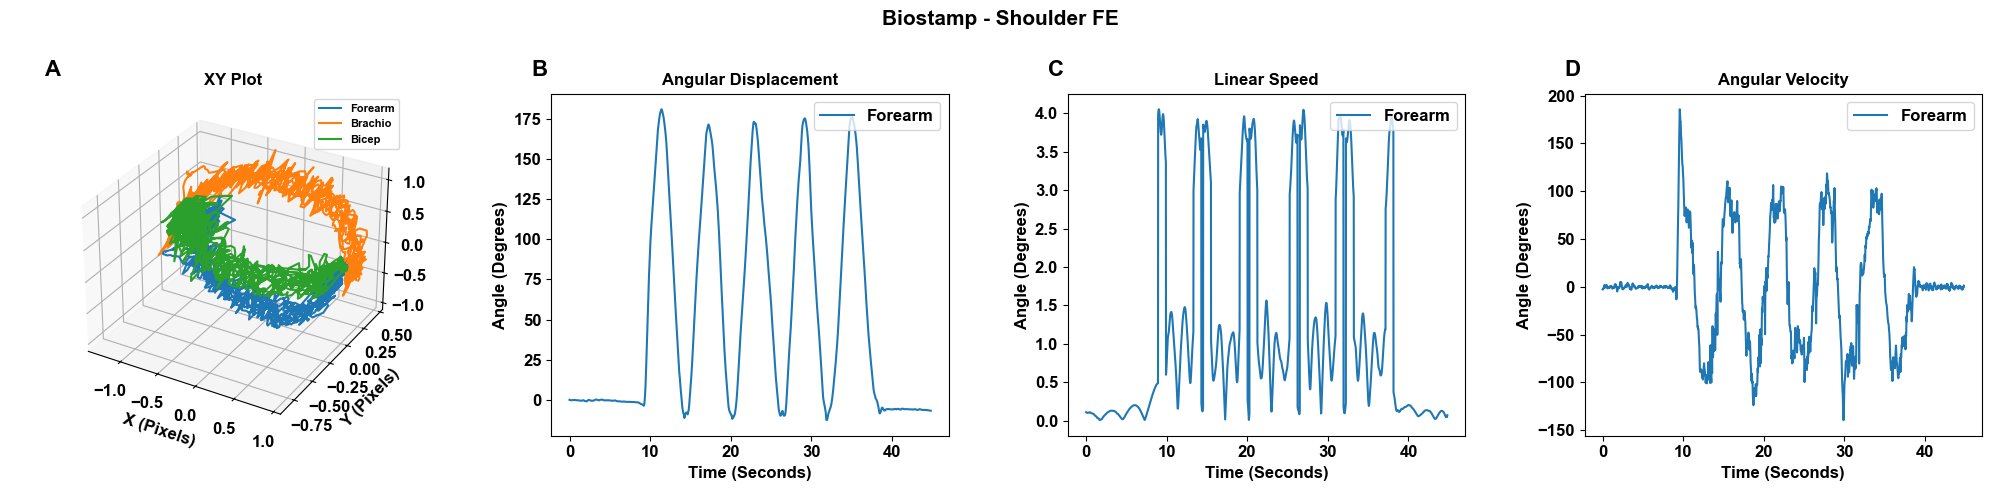 Biostamp - Shoulder FE
A
XY Plot
Forearm
Brachio
Bicep
1.0
0.5
0.0
−0.5
−1.0
0.50
0.25
0.00
−0.25
−0.50
−0.75
Y (Pixels)
−1.0
−0.5
0.0
0.5
1.0
X (Pixels)
B
Angular Displacement
Forearm
175
150
125
100
75
50
25
0
Angle (Degrees)
0 10 20 30 40
Time (Seconds)
C
Linear Speed
Forearm
4.0
3.5
3.0
2.5
2.0
1.5
1.0
0.5
0.0
Angle (Degrees)
0 10 20 30 40
Time (Seconds)
D
Angular Velocity
Forearm
200
150
100
50
0
−50
−100
−150
Angle (Degrees)
0 10 20 30 40
Time (Seconds)